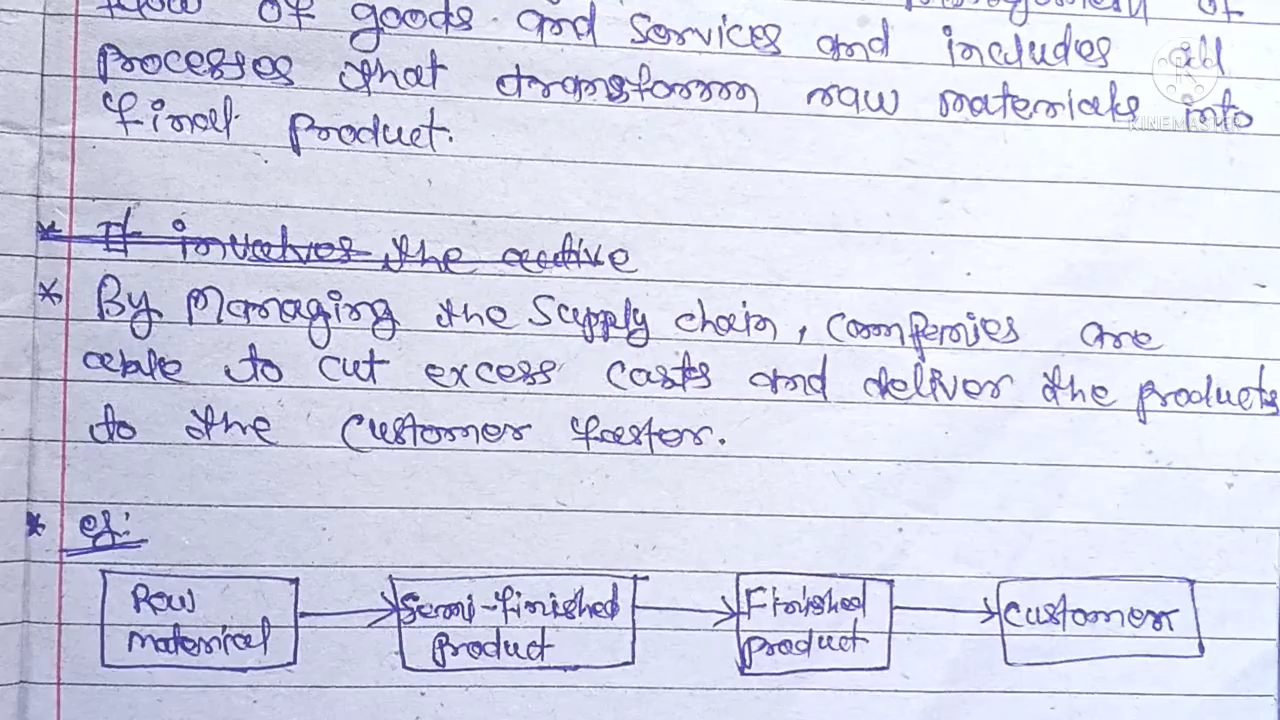 flow of goods and services and includes all
processes that transform raw materials into
final product.
* It involves the active
* By Managing the Supply chain, companies are
able to cut excess costs and deliver the products
to the customer faster.
* eg:
Raw
material
Semi-finished
product
Finished
product
customer
KINEMASTER